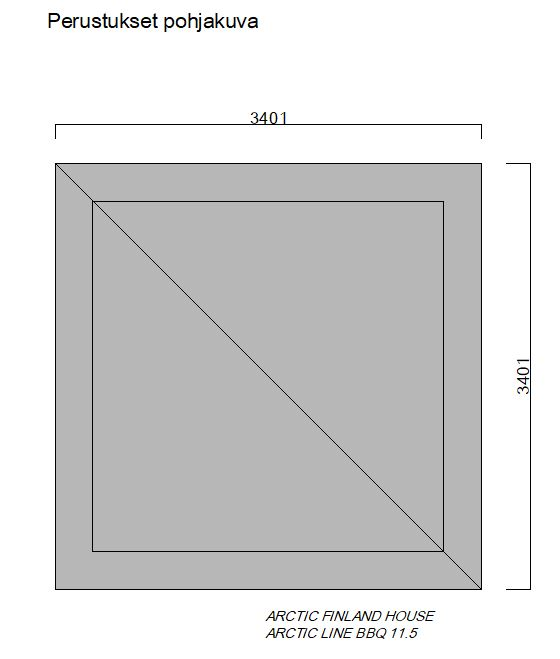 Perustukset pohjakuva
3401
3401
ARCTIC FINLAND HOUSE
ARCTIC LINE BBQ 11.5